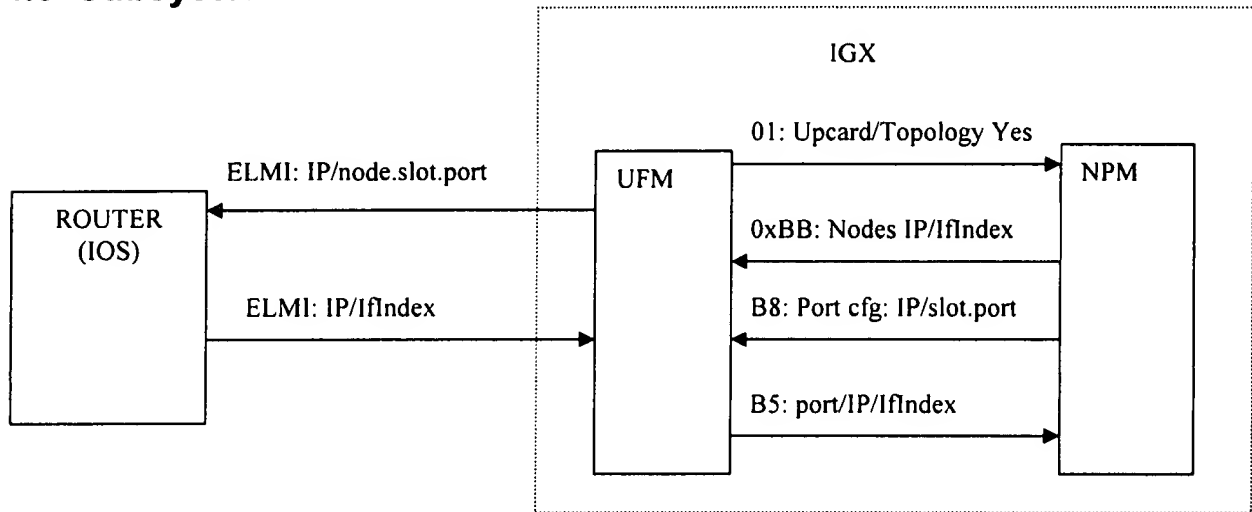 IGX
01: Upcard/Topology Yes
ELMI: IP/node.slot.port
UFM
NPM
ROUTER
(IOS)
0xBB: Nodes IP/IfIndex
ELMI: IP/IfIndex
B8: Port cfg: IP/slot.port
B5: port/IP/IfIndex